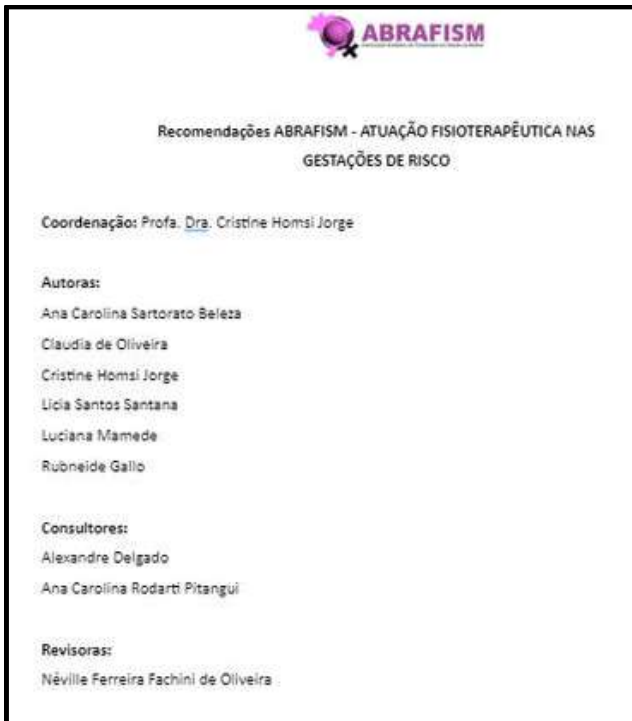 ABRAFISM
Recomendações ABRAFISM - ATUAÇÃO FISIOTERAPÊUTICA NAS
GESTAÇÕES DE RISCO
Coordenação: Profa. Dra. Cristine Homsi Jorge
Autoras:
Ana Carolina Sartorato Beleza
Claudia de Oliveira
Cristine Homsi Jorge
Licia Santos Santana
Luciana Mamede
Rubneide Gallo
Consultores:
Alexandre Delgado
Ana Carolina Rodarti Pitangui
Revisoras:
Néville Ferreira Fachini de Oliveira